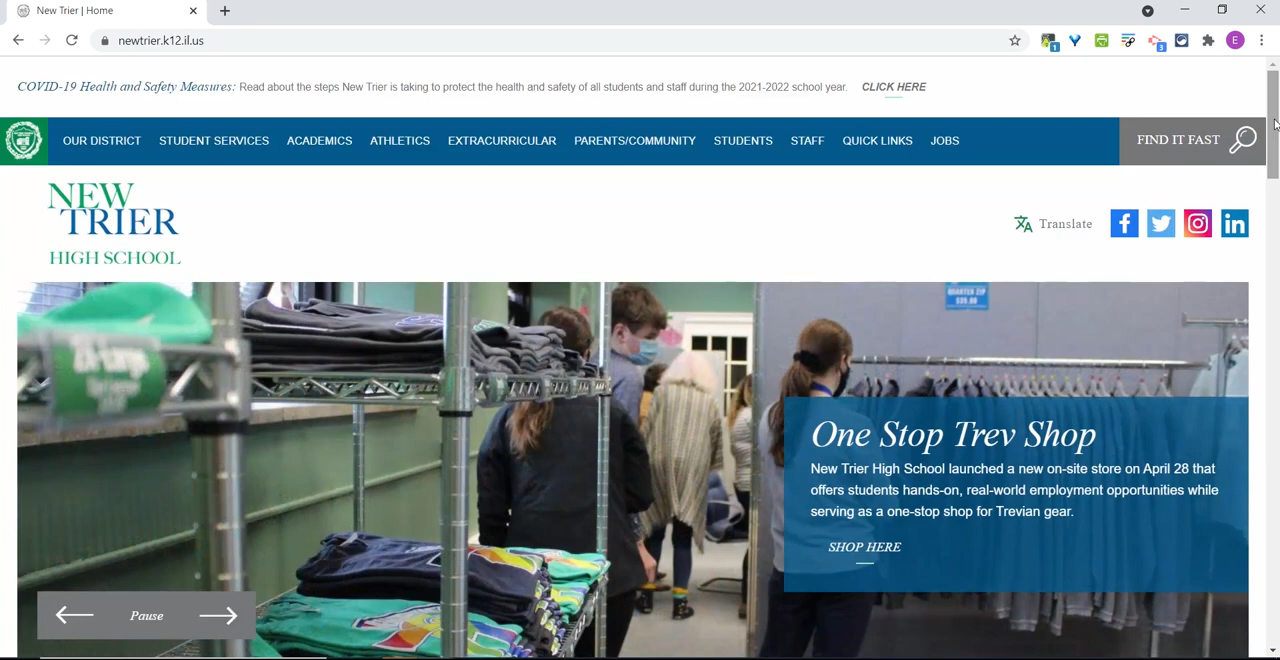 New Trier | Home
newtrier.k12.il.us
1
3
E
COVID-19 Health and Safety Measures: Read about the steps New Trier is taking to protect the health and safety of all students and staff during the 2021-2022 school year. CLICK HERE
OUR DISTRICT STUDENT SERVICES ACADEMICS ATHLETICS EXTRACURRICULAR PARENTS/COMMUNITY STUDENTS STAFF QUICK LINKS JOBS FIND IT FAST
NEW
TRIER
HIGH SCHOOL
Translate
QUARTER ZIP
One Stop Trev Shop
New Trier High School launched a new on-site store on April 28 that
offers students hands-on, real-world employment opportunities while
serving as a one-stop shop for Trevian gear.
SHOP HERE
Pause